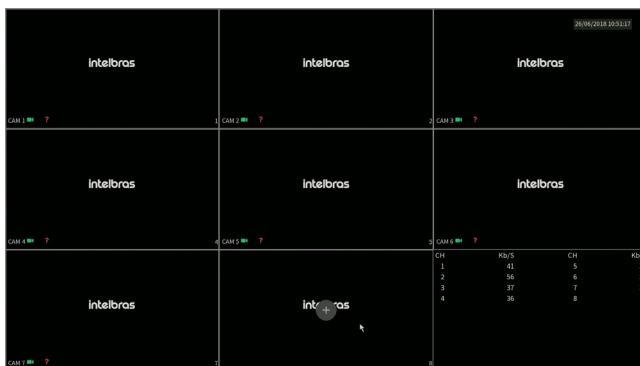 26/06/2018 10:51:17
intelbras
intelbras
intelbras
CAM 1 ? 1
CAM 2 ? 2
CAM 3 ?
intelbras
intelbras
intelbras
CAM 4 ? 4
CAM 5 ? 5
CAM 6 ?
CH Kb/S CH Kb
1 41 5
2 56 6
3 37 7
4 36 8
intelbras
+
CAM 7 ? 7
8